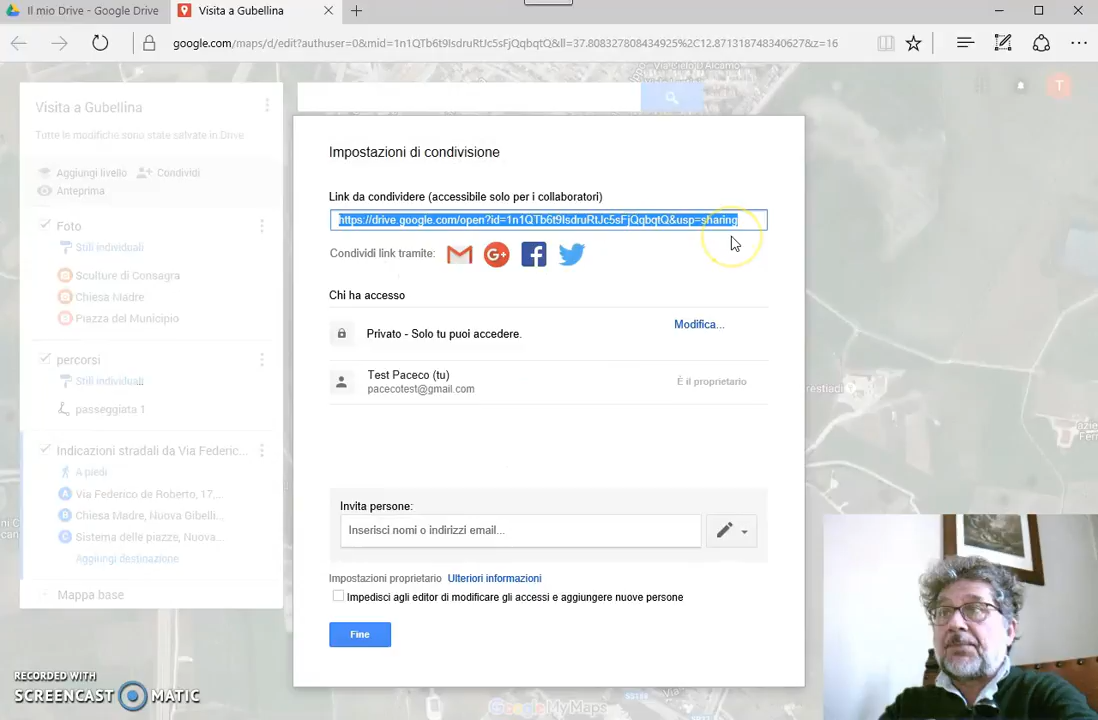 Il mio Drive - Google Drive
Visita a Gubellina
google.com/maps/d/edit?authuser=0&mid=1n1QTb6t9IsdruRtJc5sFjQqbqtQ&ll=37.808327808434925%2C12.871318748340627&z=16
Visita a Gubellina
Tutte in modifiche sono state salvate in Drive
Aggiungi livello
Condividi
Anteprima
Foto
Stili individuali
Sculture di Consagra
Chiesa Madre
Piazza del Municipio
percorsi
Stili individuali
passeggiata 1
Indicazioni stradali da Via Federic...
A piedi
A Via Federico de Roberto, 17,...
B Chiesa Madre, Nuova Gibelli...
C Sistema delle piazze, Nuova...
Aggiungi destinazione
Mappa base
T
Impostazioni di condivisione
Link da condividere (accessibile solo per i collaboratori)
https://drive.google.com/open?id=1n1QTb6t9IsdruRtJc5sFjQqbqtQ&usp=sharing
Condividi link tramite:
Chi ha accesso
Privato - Solo tu puoi accedere.
Modifica...
Test Paceco (tu)
pacecotest@gmail.com
È il proprietario
Invita persone:
Inserisci nomi o indirizzi email...
Impostazioni proprietario Ulteriori informazioni
Impedisci agli editor di modificare gli accessi e aggiungere nuove persone
Fine
RECORDED WITH
SCREENCAST MATIC
SS188
Via
Google My Maps